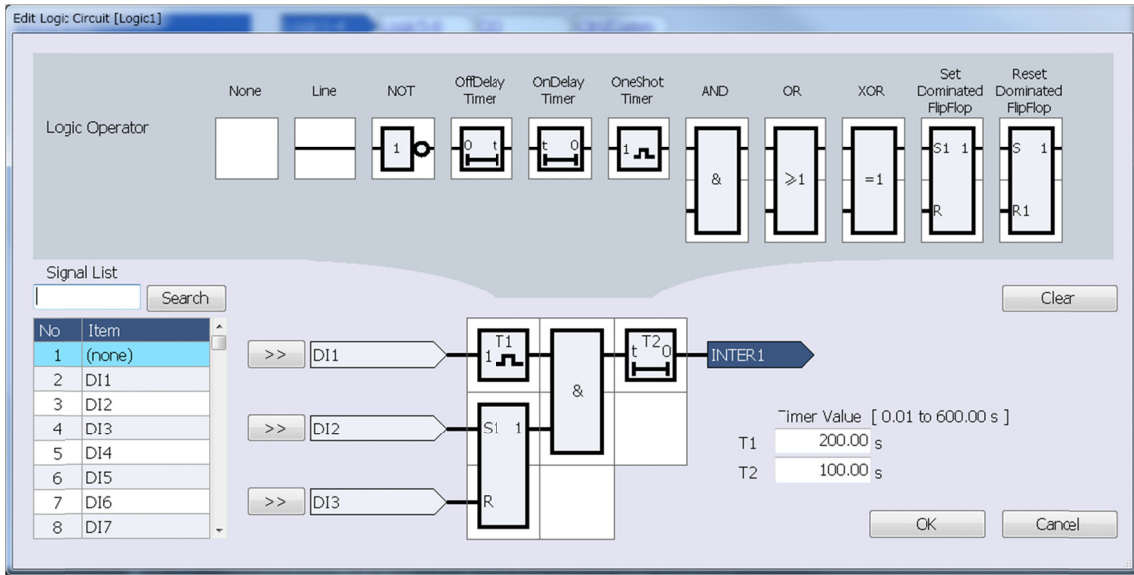 Edit Logic Circuit [Logic1]
None
Line
NOT
OffDelay
Timer
OnDelay
Timer
OneShot
Timer
AND
OR
XOR
Set
Dominated
FlipFlop
Reset
Dominated
FlipFlop
Logic Operator
1
0 t
t 0
1
&
≥1
=1
S1 1
R
S 1
R1
Signal List
Search
Clear
No Item
1 (none)
2 DI1
3 DI2
4 DI3
5 DI4
6 DI5
7 DI6
8 DI7
>> DI1
>> DI2
>> DI3
T1
1
S1 1
R
&
T2
t 0
INTER1
Timer Value [ 0.01 to 600.00 s ]
T1 200.00 s
T2 100.00 s
OK
Cancel